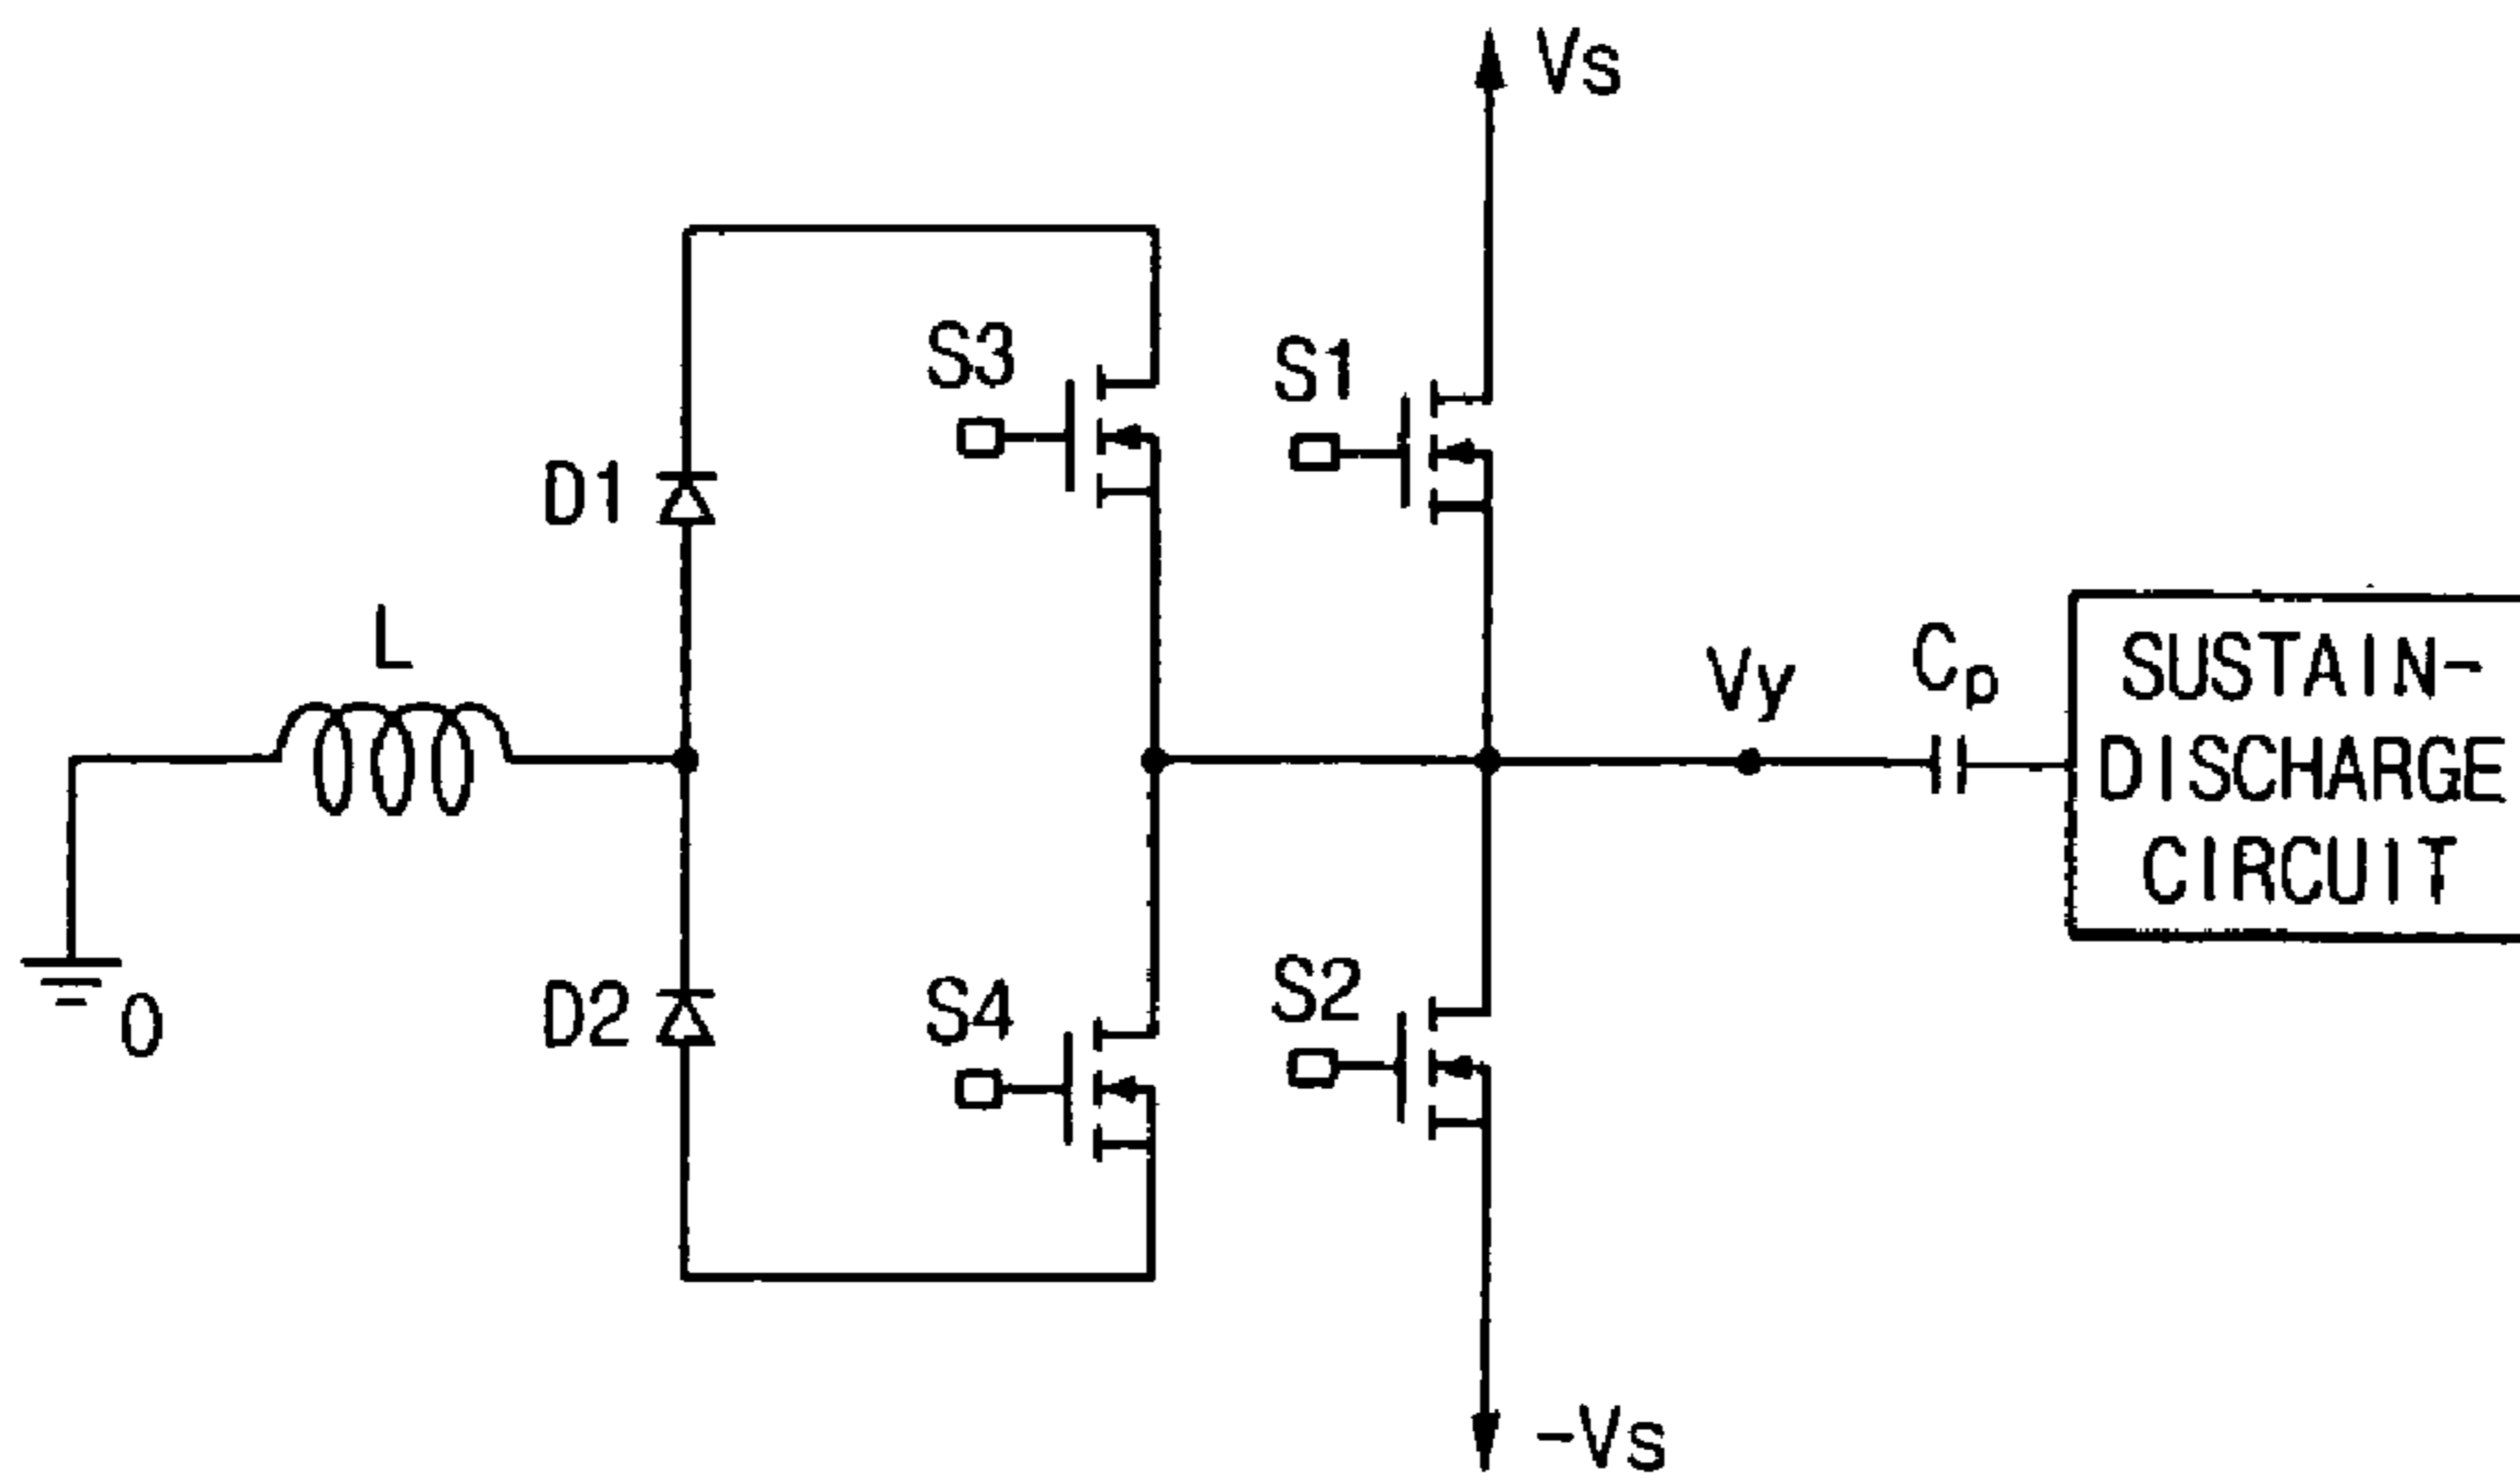 Vs
S3
S1
D1
L
Vy
Cp
SUSTAIN-
DISCHARGE
CIRCUIT
D2
S4
S2
0
-Vs